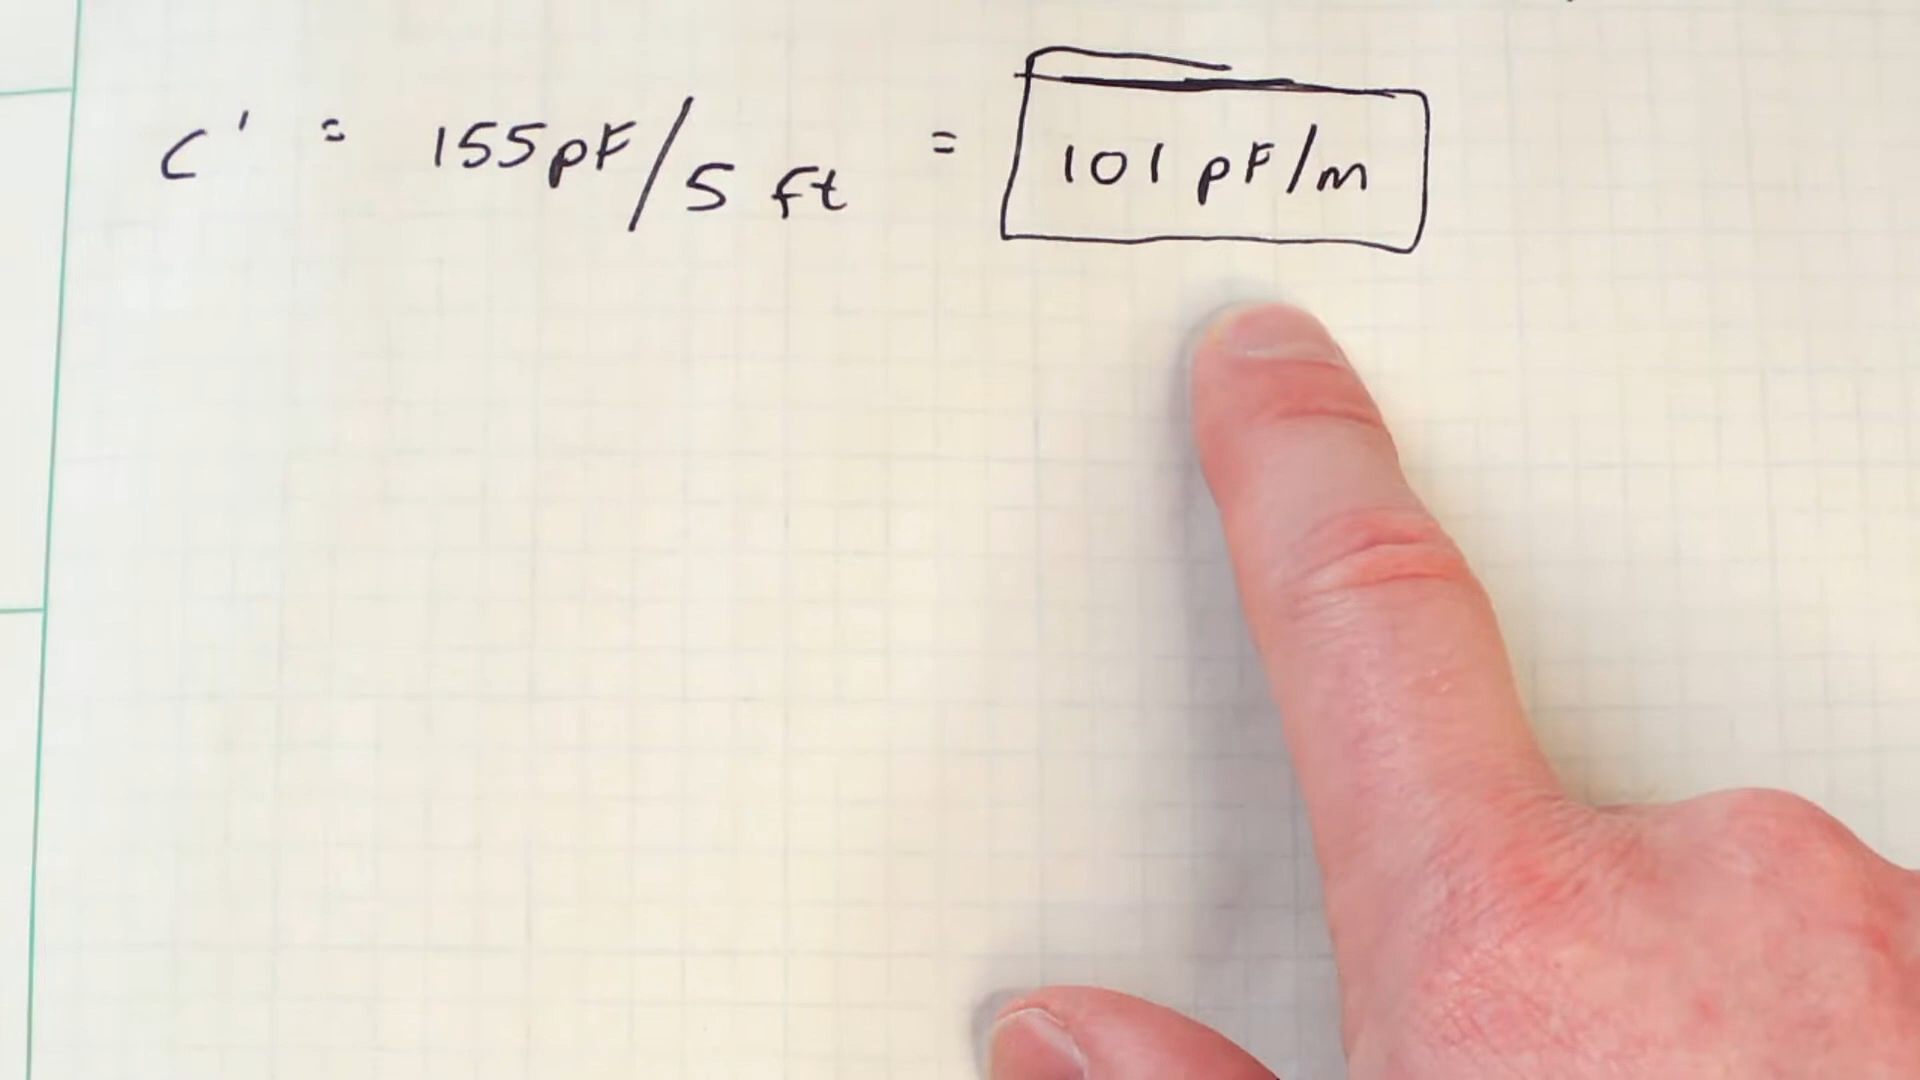 C' = 155pF/5 ft = 101 pF/m